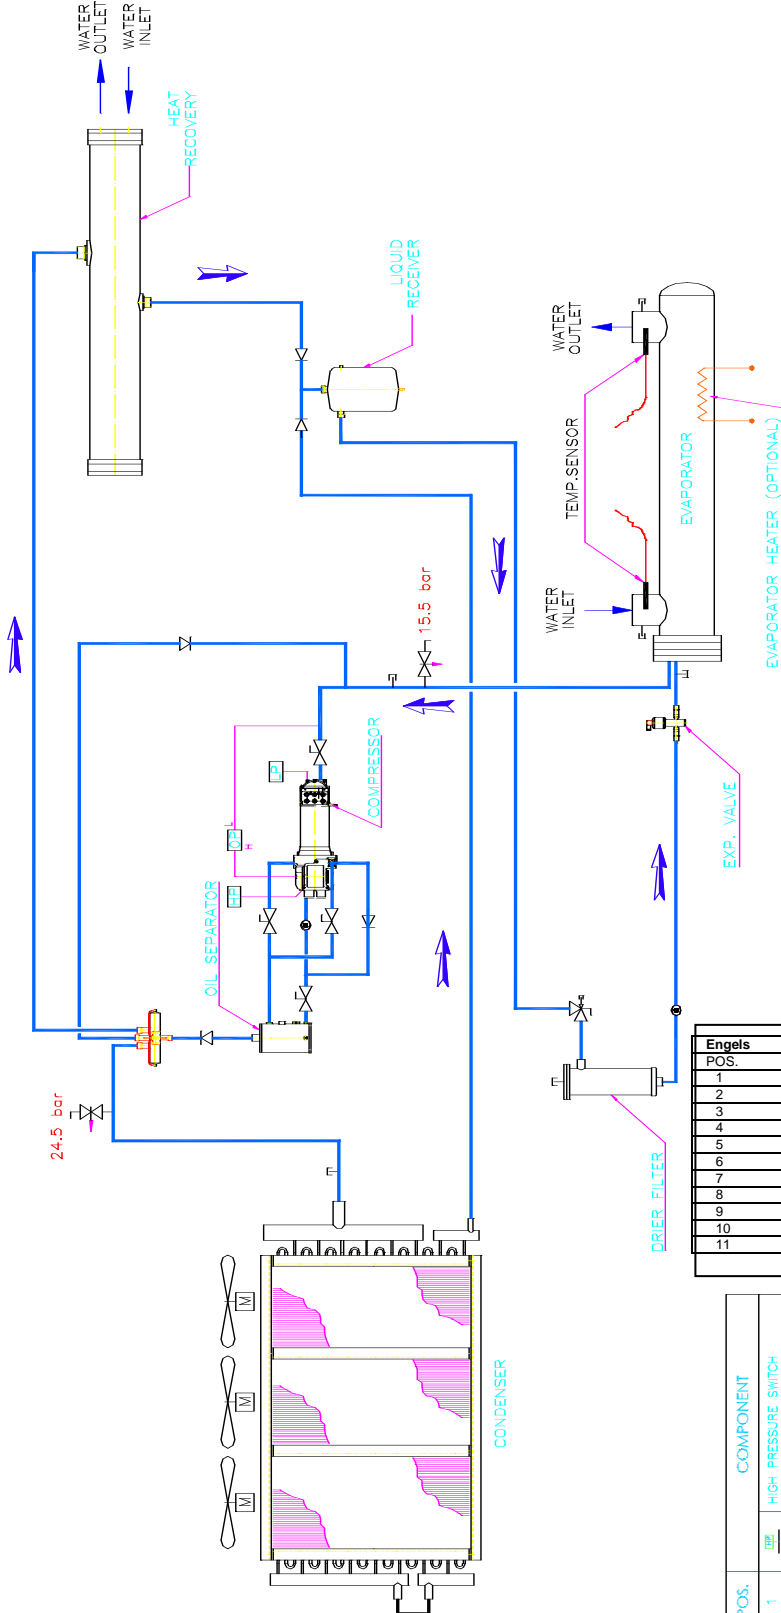 WATER
OUTLET
WATER
INLET
HEAT
RECOVERY
LIQUID
RECEIVER
WATER
OUTLET
TEMP.SENSOR
EVAPORATOR
WATER
INLET
EVAPORATOR HEATER (OPTIONAL)
15.5 bar
LP
COMPRESSOR
OP
L
H
HP
OIL SEPARATOR
EXP. VALVE
24.5 bar
DRIER FILTER
M
M
M
CONDENSER
Engels
POS.
1
2
3
4
5
6
7
8
9
10
11
POS.
COMPONENT
1
HP
HIGH PRESSURE SWITCH